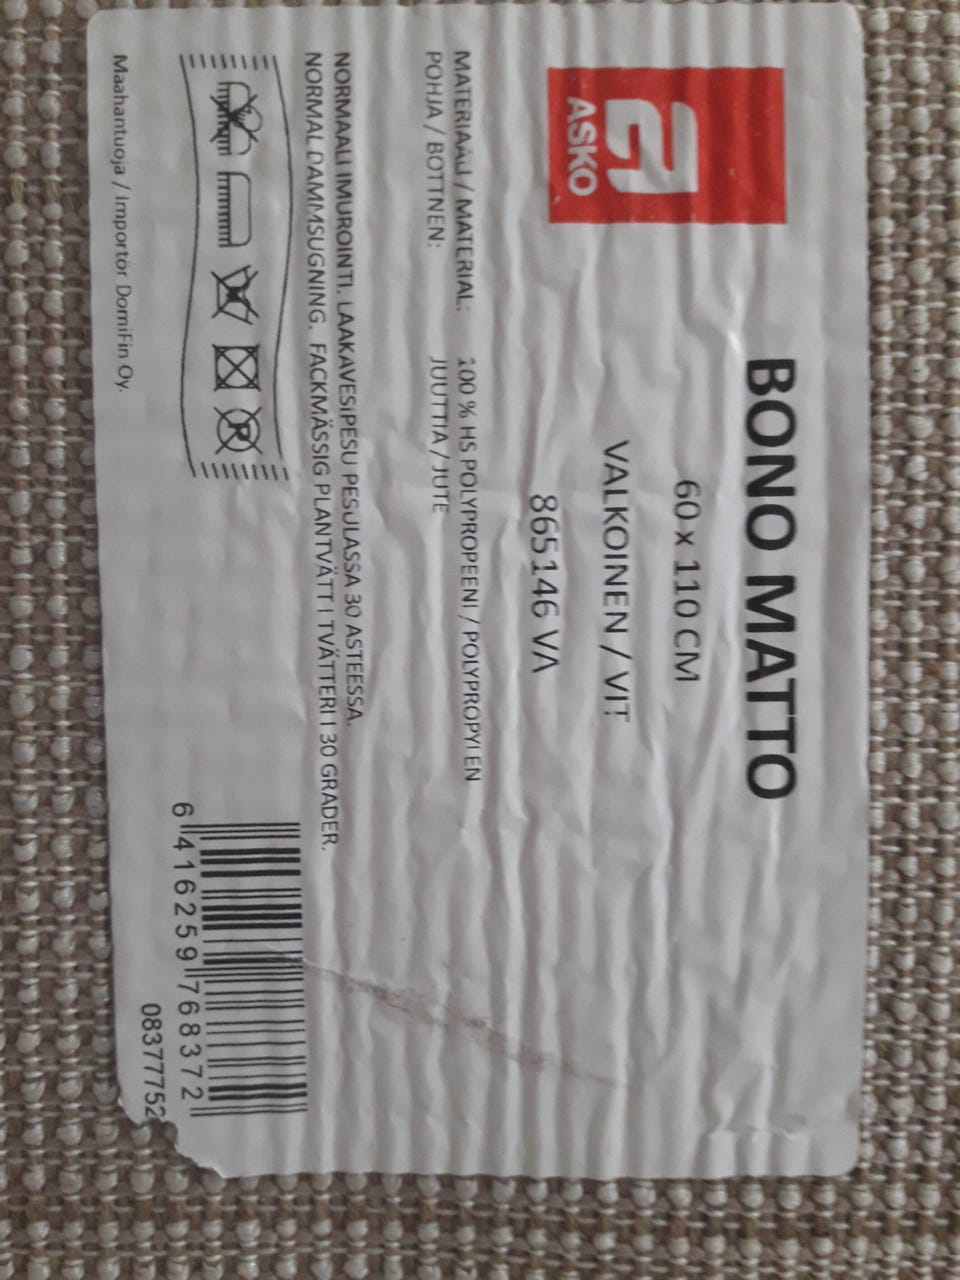 ASKO
BONO MATTO
60 x 110 CM
VALKOINEN / VIT
865146 VA
MATERIAALI / MATERIAL: 100 % HS POLYPROPEENI / POLYPROPYLEN
POHJA / BOTTNEN: JUUTTIA / JUTE
NORMAALI IMUROINTI. LAAKAVESIPESU PESULASSA 30 ASTEESSA.
NORMAL DAMMSUGNING. FACKMÄSSIG PLANTVÄTT I TVÄTTERI I 30 GRADER.
P
Maahantuoja / Importör DomiFin Oy.
6 416259 768372
08377752